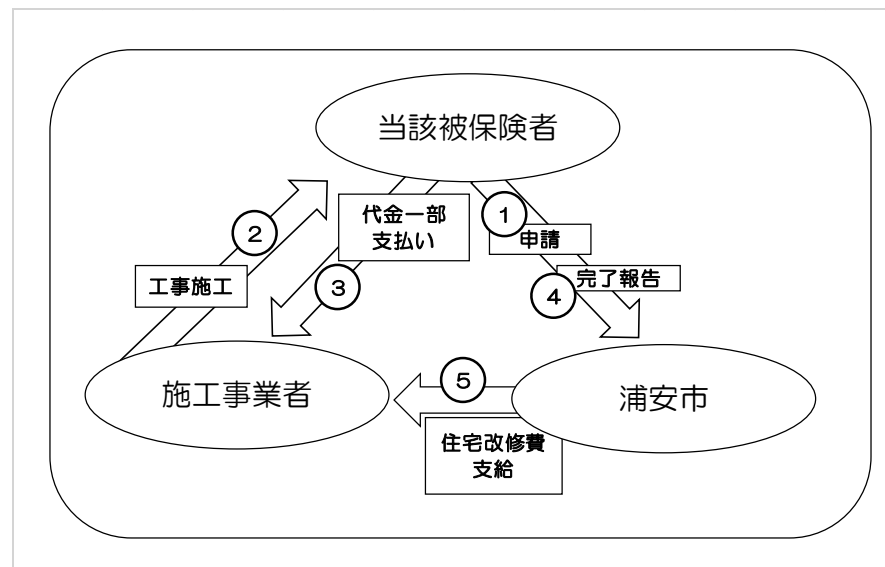 当該被保険者
代金一部
支払い
①
申請
②
工事施工
③
④
完了報告
施工事業者
⑤
浦安市
住宅改修費
支給